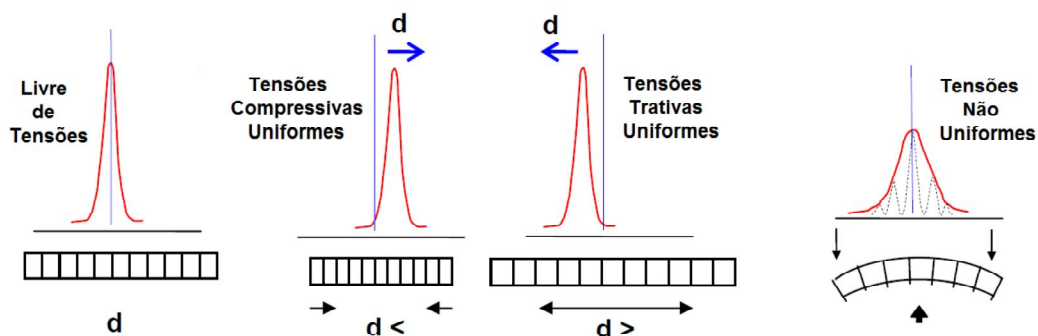 Livre
de
Tensões
d
Tensões
Compressivas
Uniformes
d
d <
d
Tensões
Trativas
Uniformes
d >
Tensões
Não
Uniformes